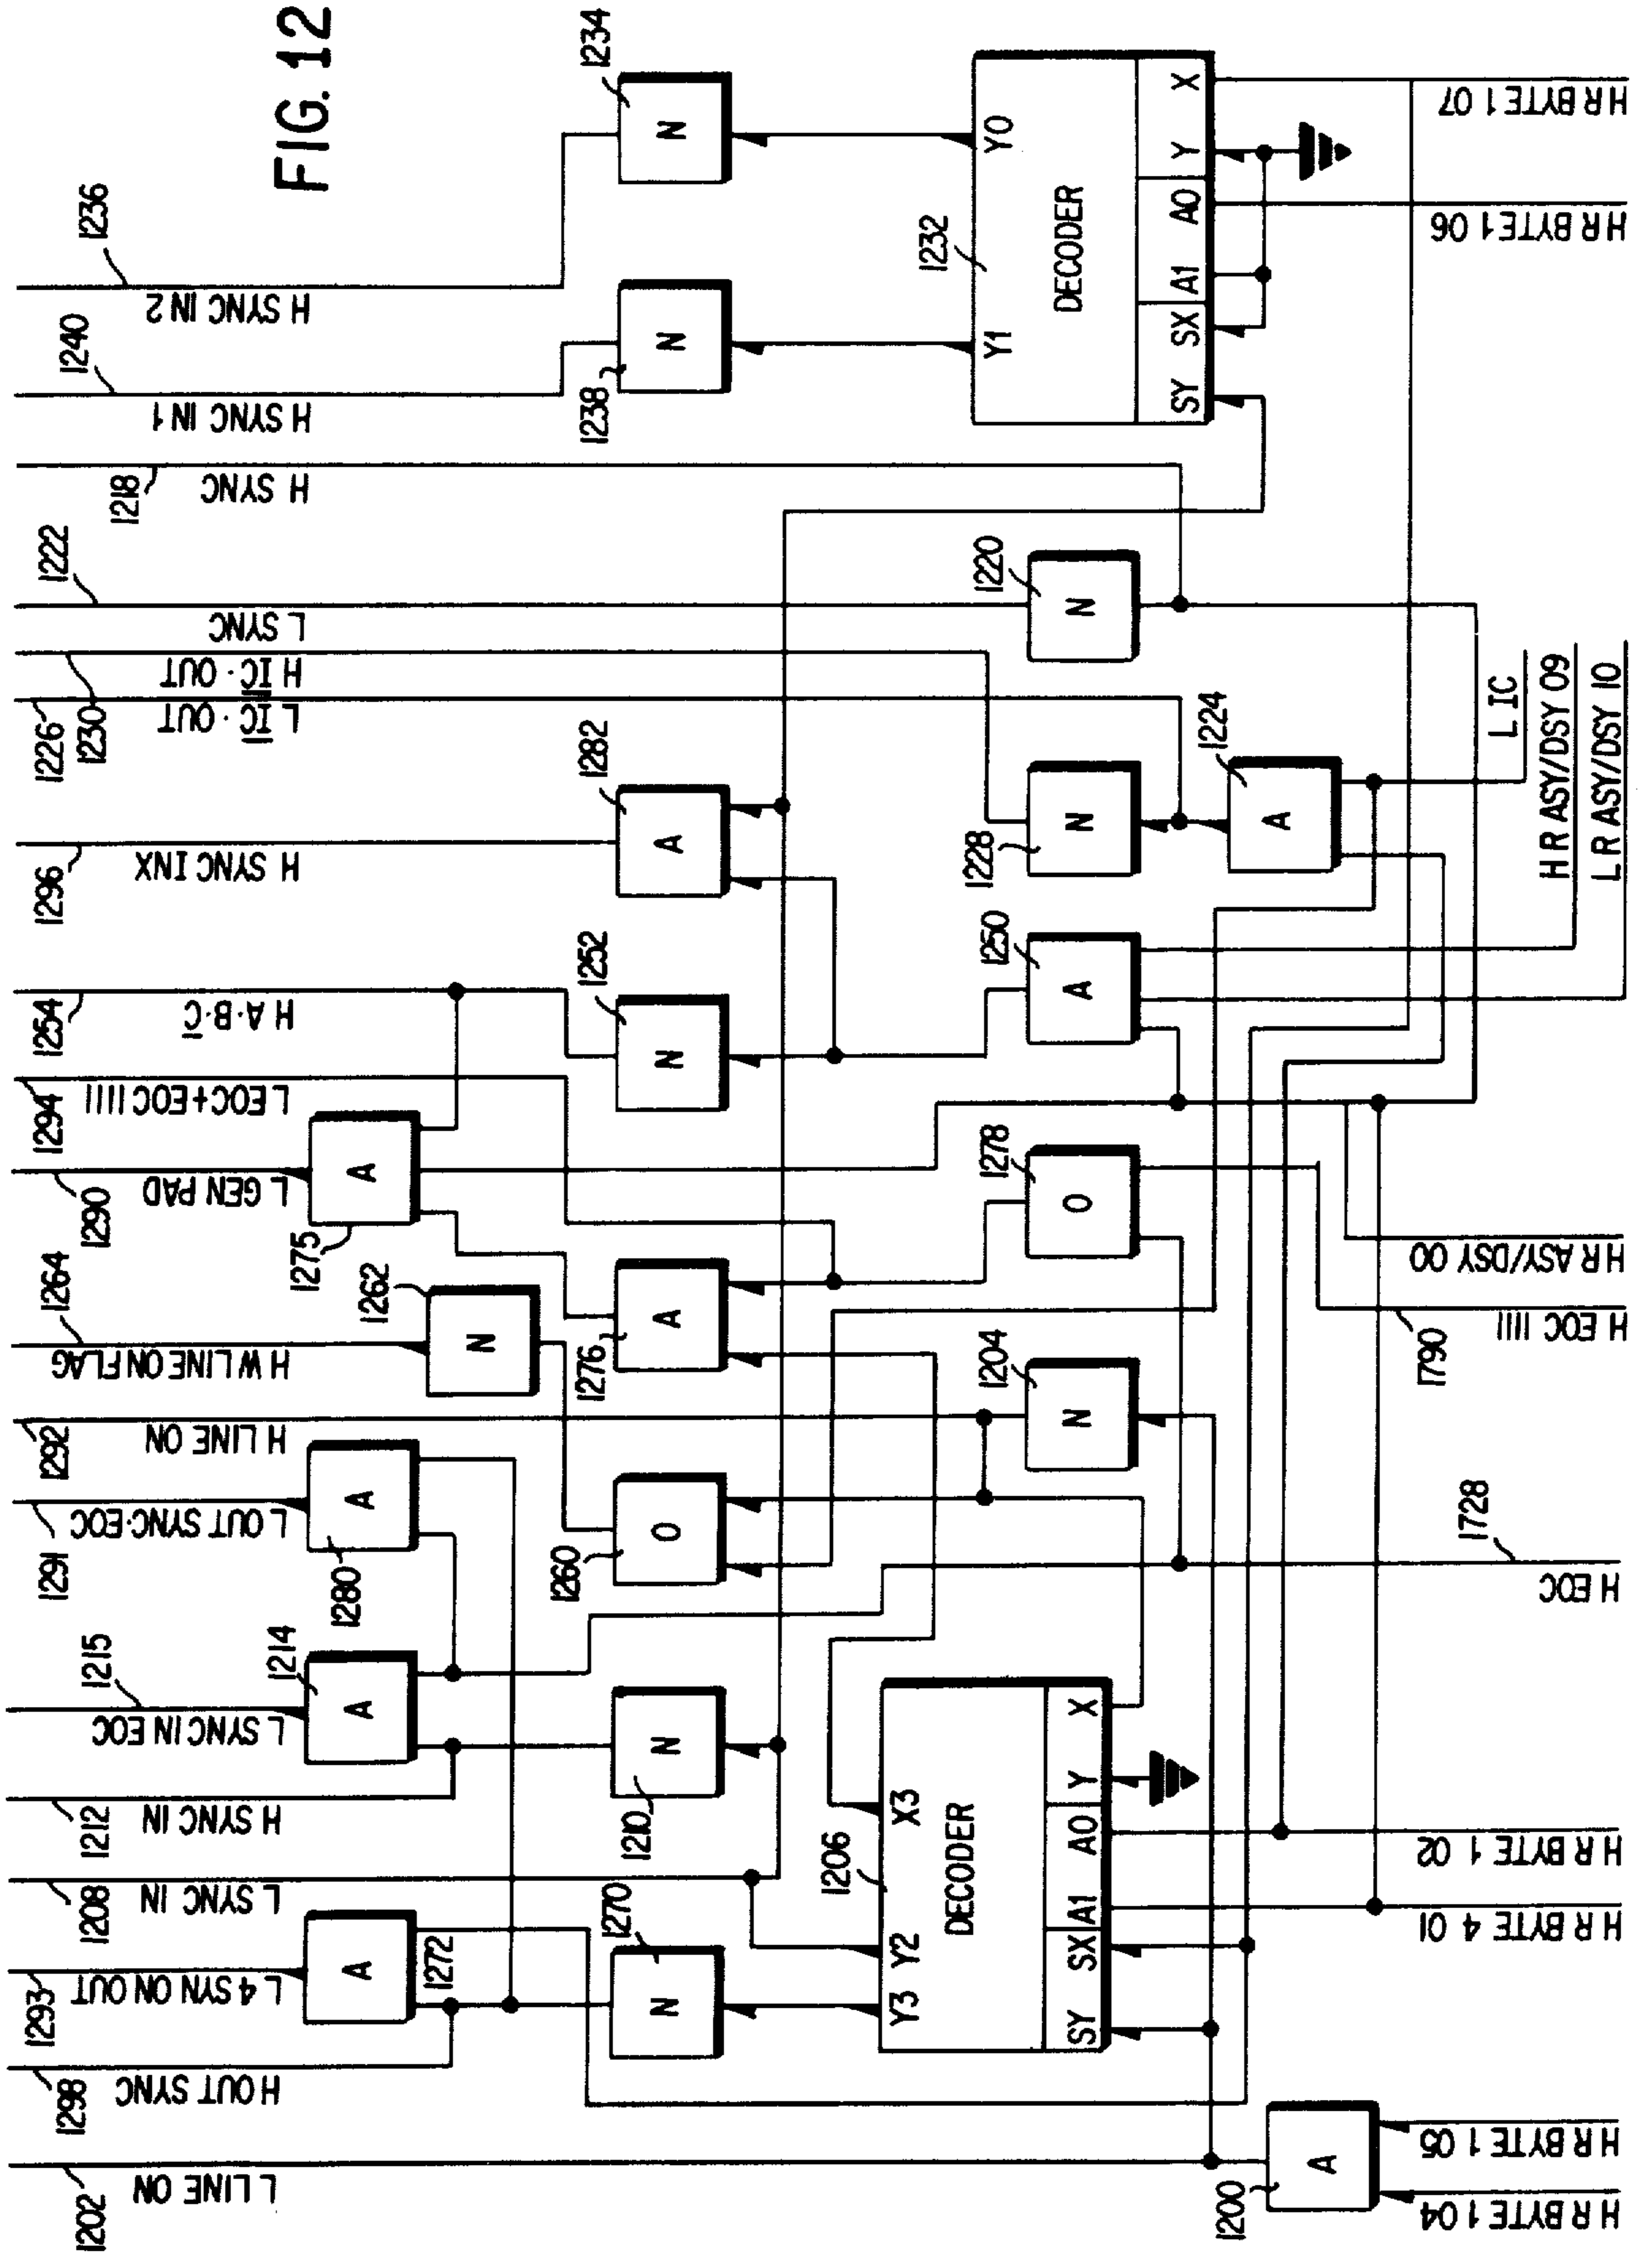 FIG. 12
1202
L LINE ON
1298
H OUT SYNC
1293
L 4 SYN ON OUT
1208
L SYNC IN
1212
H SYNC IN
1215
L SYNC IN EOC
1291
L OUT SYNC·EOC
1292
H LINE ON
1264
H W LINE ON FLAG
1290
L GEN PAD
1294
L EOC+EOC IIII
1254
H A·B·C
1296
H SYNC INX
1226
L IC·OUT
1230
H IC·OUT
1222
L SYNC
1218
H SYNC
1240
H SYNC IN 1
1236
H SYNC IN 2
A
1272
A
1214
A
1280
A
1275
N
1262
N
1270
N
1210
O
1260
A
1276
N
1252
A
1282
N
1238
N
1234
1206
Y3 Y2 X3
DECODER
SY SX A1 A0 Y X
N
1204
O
1278
A
1250
N
1228
N
1220
A
1224
1232
Y1 Y0
DECODER
SY SX A1 A0 Y X
A
1200
H R BYTE 1 04
H R BYTE 1 05
H R BYTE 4 01
H R BYTE 1 02
H EOC
1728
H EOC IIII
1790
H R ASY/DSY 00
L R ASY/DSY 10
H R ASY/DSY 09
L IC
H R BYTE 1 06
H R BYTE 1 07